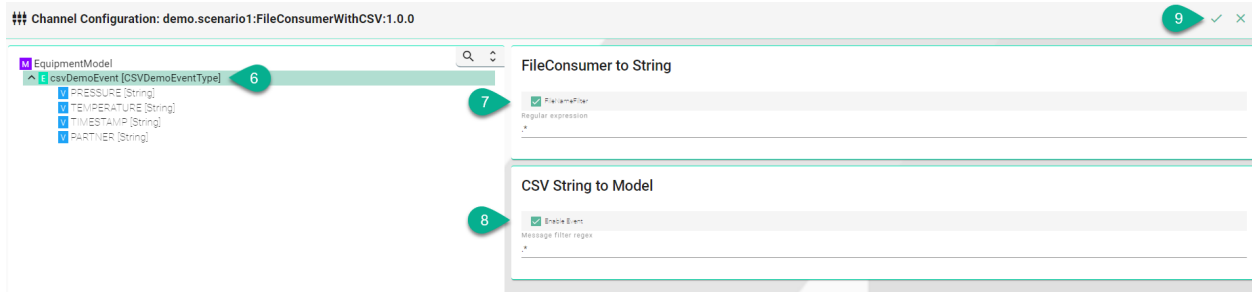 Channel Configuration: demo.scenario1:FileConsumerWithCSV:1.0.0
9
M EquipmentModel
E csvDemoEvent [CSVDemoEventType]
6
V PRESSURE [String]
V TEMPERATURE [String]
V TIMESTAMP [String]
V PARTNER [String]
FileConsumer to String
7
FileNameFilter
Regular expression
.*
CSV String to Model
8
Enable Event
Message filter regex
.*